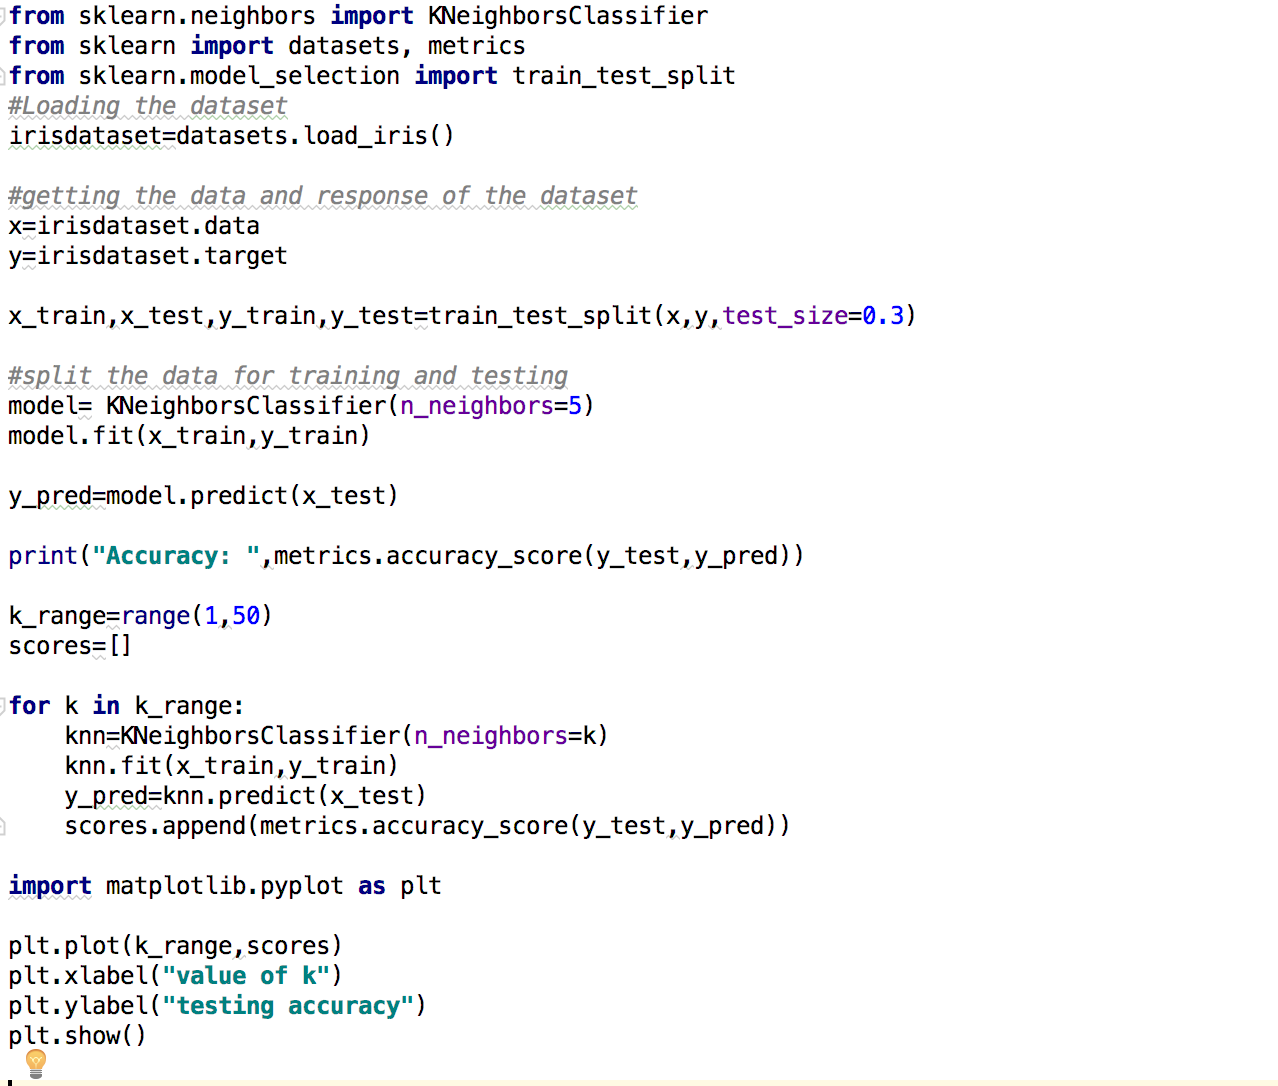 from sklearn.neighbors import KNeighborsClassifier
from sklearn import datasets, metrics
from sklearn.model_selection import train_test_split
#Loading the dataset
irisdataset=datasets.load_iris()

#getting the data and response of the dataset
x=irisdataset.data
y=irisdataset.target

x_train,x_test,y_train,y_test=train_test_split(x,y,test_size=0.3)

#split the data for training and testing
model= KNeighborsClassifier(n_neighbors=5)
model.fit(x_train,y_train)

y_pred=model.predict(x_test)

print("Accuracy: ",metrics.accuracy_score(y_test,y_pred))

k_range=range(1,50)
scores=[]

for k in k_range:
    knn=KNeighborsClassifier(n_neighbors=k)
    knn.fit(x_train,y_train)
    y_pred=knn.predict(x_test)
    scores.append(metrics.accuracy_score(y_test,y_pred))

import matplotlib.pyplot as plt

plt.plot(k_range,scores)
plt.xlabel("value of k")
plt.ylabel("testing accuracy")
plt.show()